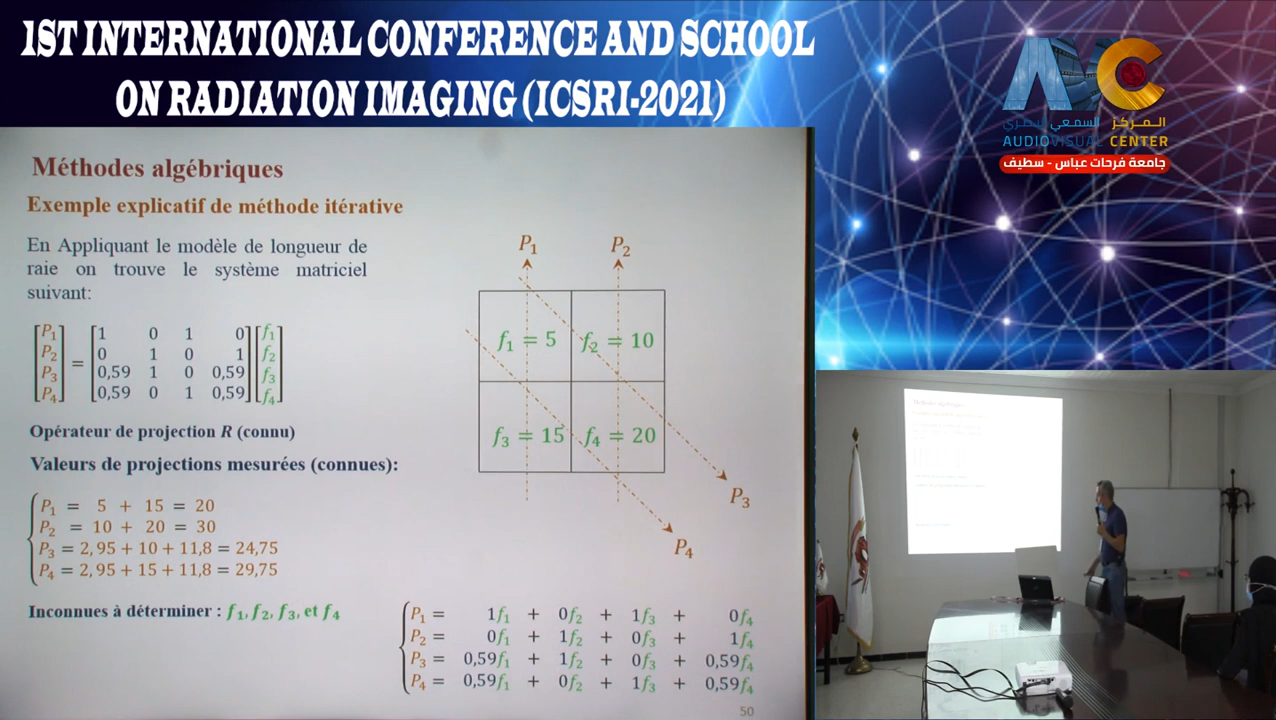 1ST INTERNATIONAL CONFERENCE AND SCHOOL
ON RADIATION IMAGING (ICSRI-2021)
المركز السمعي البصري
AUDIOVISUAL CENTER
جامعة فرحات عباس - سطيف
Méthodes algébriques
Exemple explicatif de méthode itérative
En Appliquant le modèle de longueur de
raie on trouve le système matriciel
suivant:
[P₁] = [1 0 1 0] [f₁]
[P₂] [0 1 0 1] [f₂]
[P₃] [0,59 1 0 0,59] [f₃]
[P₄] [0,59 0 1 0,59] [f₄]
P₁ P₂
f₁ = 5 f₂ = 10
f₃ = 15 f₄ = 20
P₃
P₄
Opérateur de projection R (connu)
Valeurs de projections mesurées (connues):
P₁ = 5 + 15 = 20
P₂ = 10 + 20 = 30
P₃ = 2,95 + 10 + 11,8 = 24,75
P₄ = 2,95 + 15 + 11,8 = 29,75
Inconnues à déterminer : f₁, f₂, f₃, et f₄
P₁ = 1f₁ + 0f₂ + 1f₃ + 0f₄
P₂ = 0f₁ + 1f₂ + 0f₃ + 1f₄
P₃ = 0,59f₁ + 1f₂ + 0f₃ + 0,59f₄
P₄ = 0,59f₁ + 0f₂ + 1f₃ + 0,59f₄
50